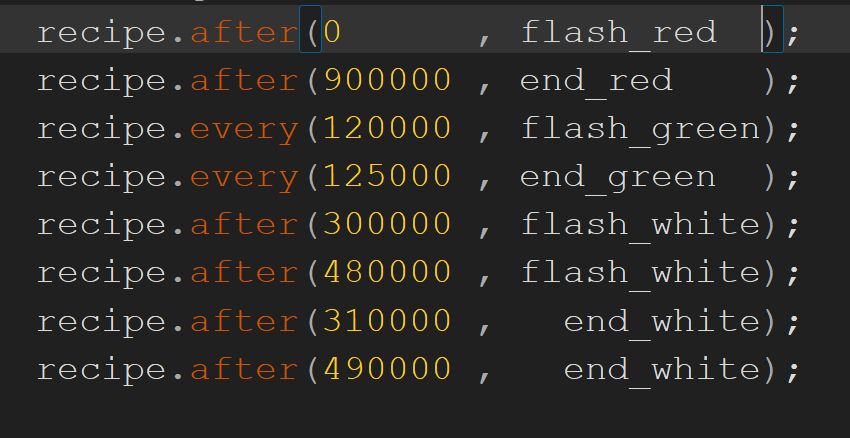 recipe.after(0      , flash_red  );
recipe.after(900000 , end_red    );
recipe.every(120000 , flash_green);
recipe.every(125000 , end_green  );
recipe.after(300000 , flash_white);
recipe.after(480000 , flash_white);
recipe.after(310000 ,   end_white);
recipe.after(490000 ,   end_white);